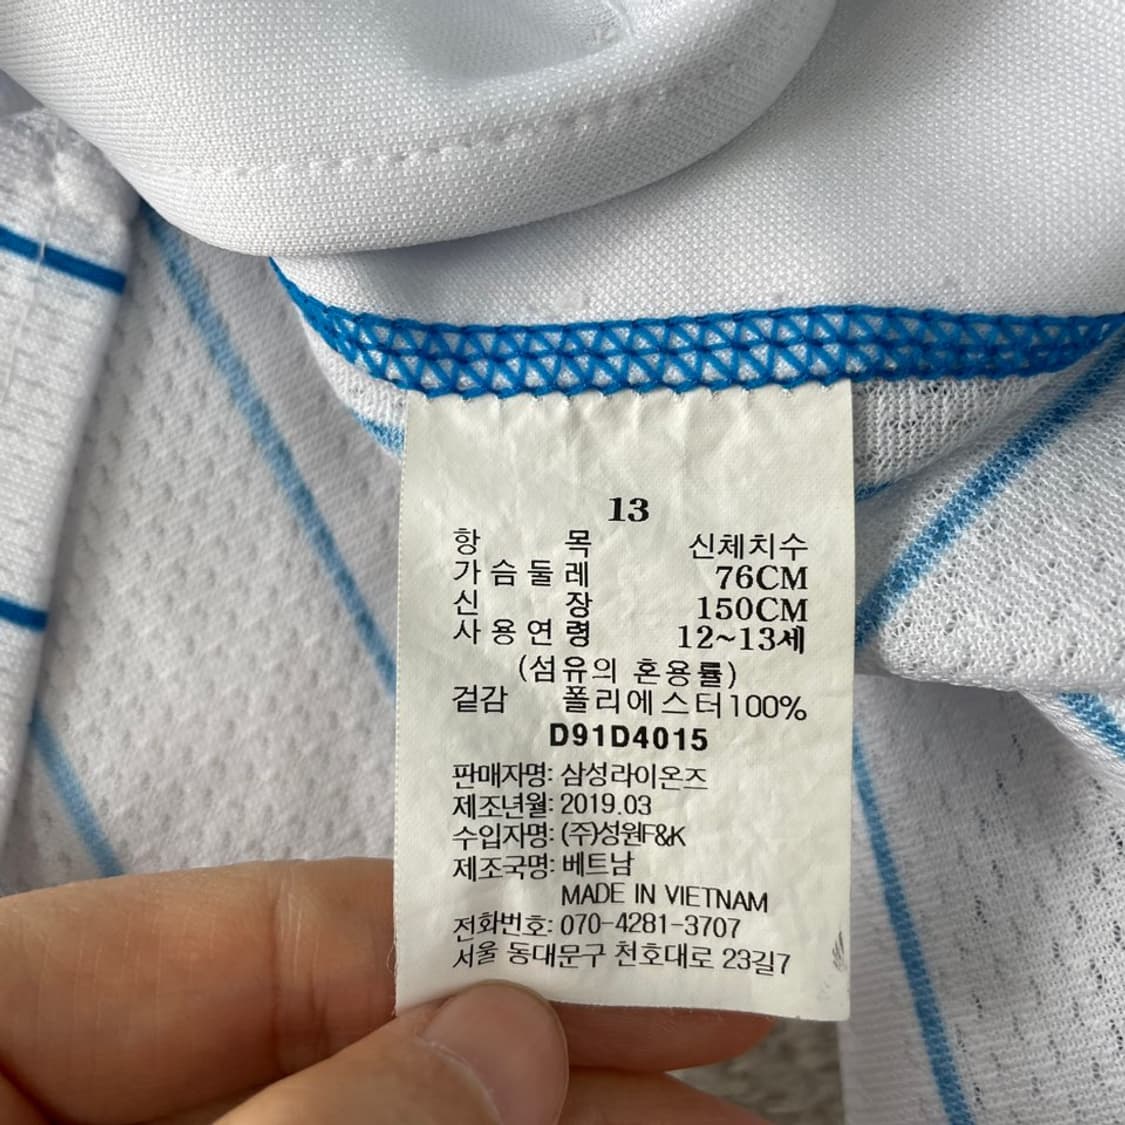 13
항 목 신체치수
가슴둘레 76CM
신 장 150CM
사용연령 12~13세
(섬유의 혼용률)
겉감 폴리에스터100%
D91D4015
판매자명: 삼성라이온즈
제조년월: 2019.03
수입자명: (주)성원F&K
제조국명: 베트남
MADE IN VIETNAM
전화번호: 070-4281-3707
서울 동대문구 천호대로 23길7